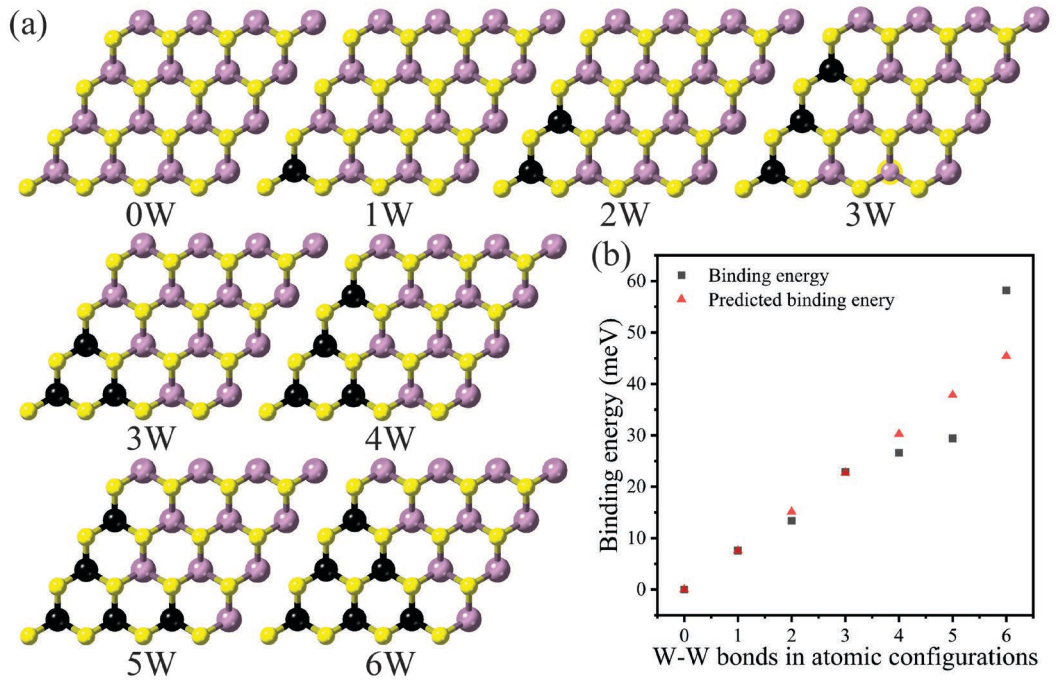 (a)
0W
1W
2W
3W
3W
4W
5W
6W
(b)
Binding energy
Predicted binding enery
Binding energy (meV)
60
50
40
30
20
10
0
0 1 2 3 4 5 6
W-W bonds in atomic configurations